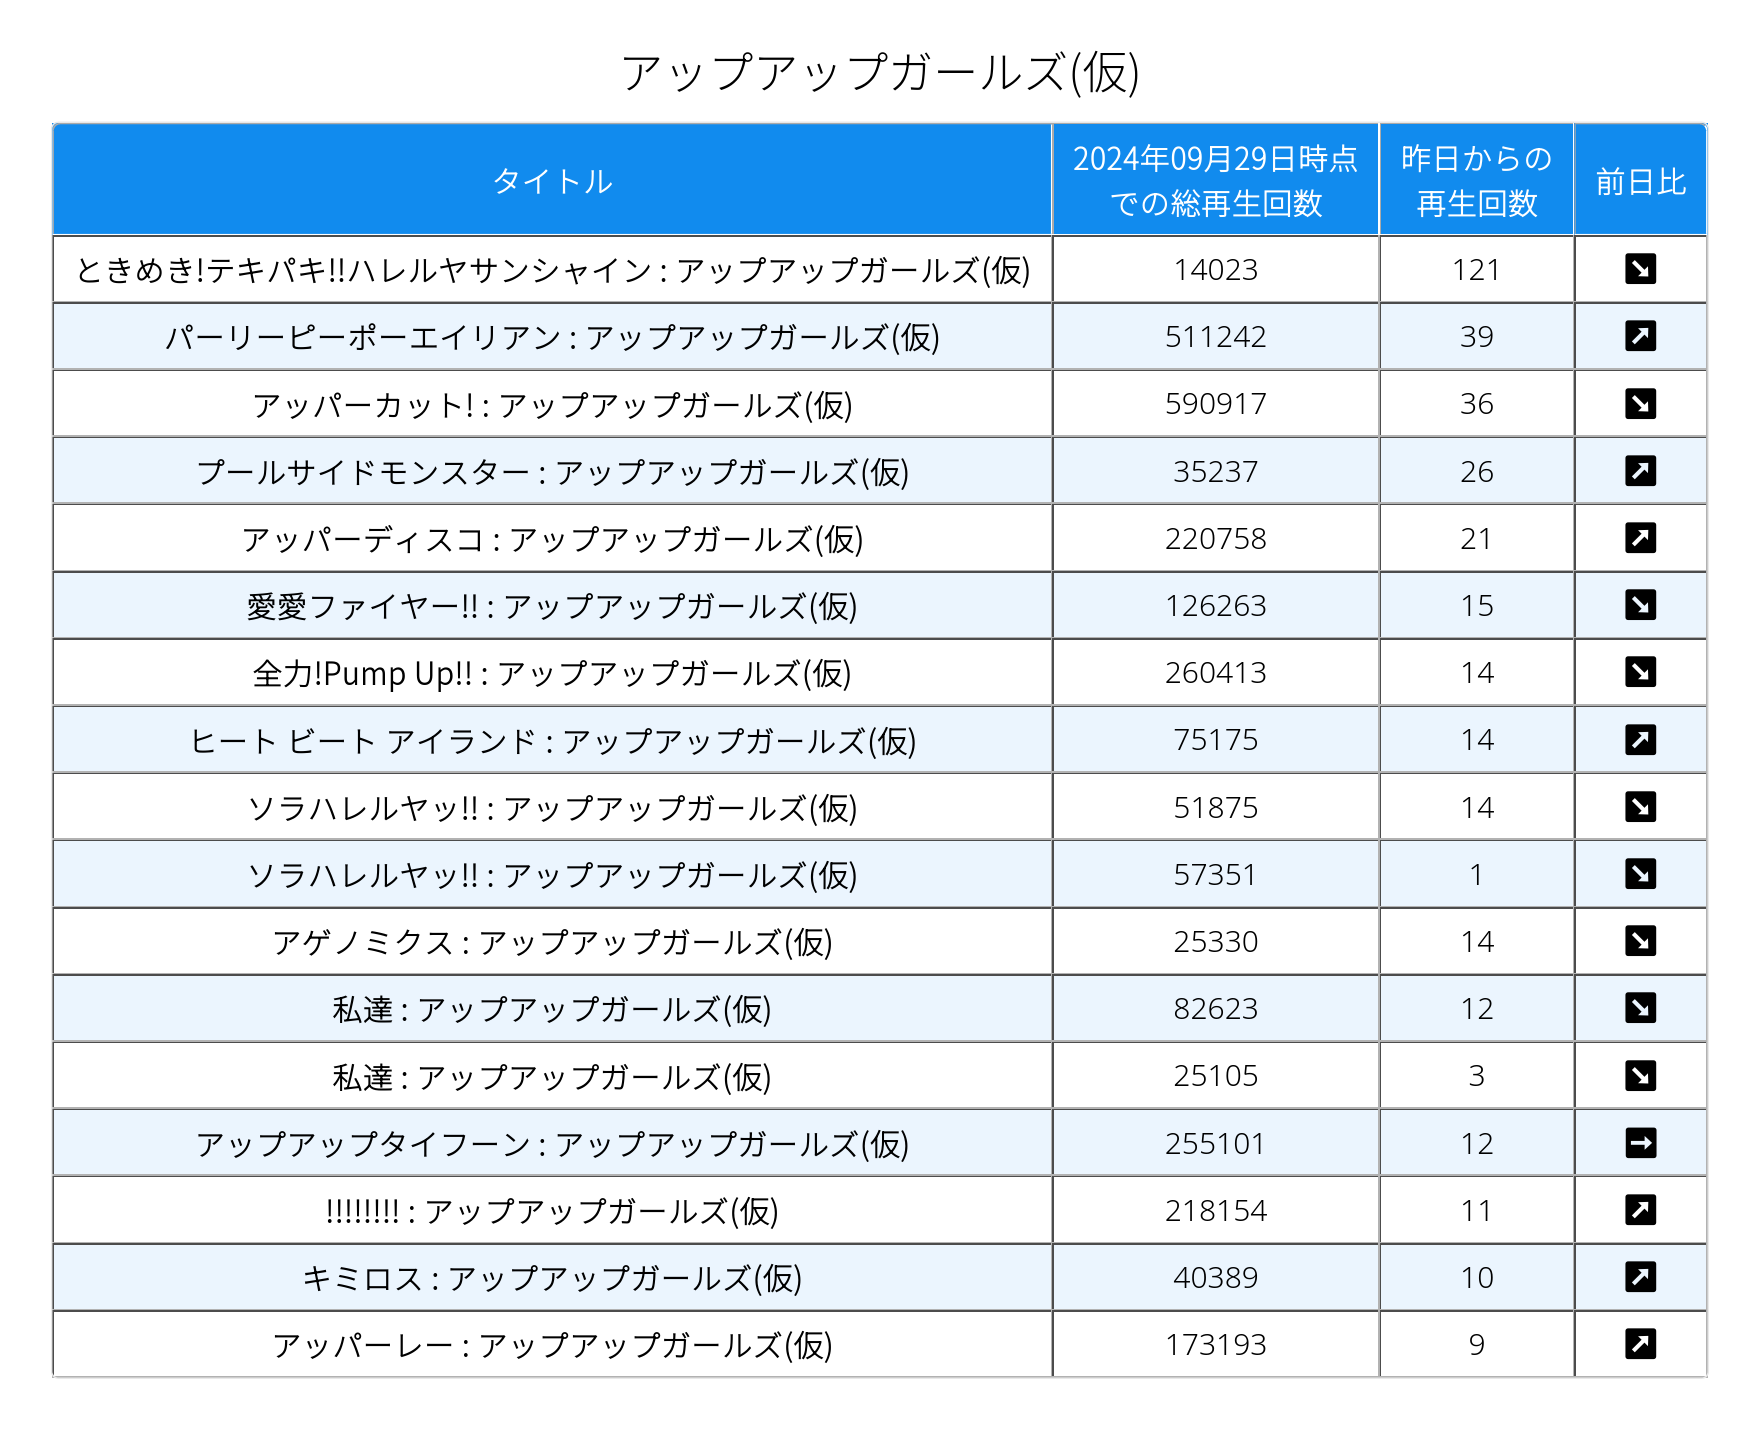 アップアップガールズ(仮)
タイトル 2024年09月29日時点での総再生回数 昨日からの再生回数 前日比
ときめき!テキパキ!!ハレルヤサンシャイン : アップアップガールズ(仮) 14023 121 ↘
パーリーピーポーエイリアン : アップアップガールズ(仮) 511242 39 ↗
アッパーカット! : アップアップガールズ(仮) 590917 36 ↘
プールサイドモンスター : アップアップガールズ(仮) 35237 26 ↗
アッパーディスコ : アップアップガールズ(仮) 220758 21 ↗
愛愛ファイヤー!! : アップアップガールズ(仮) 126263 15 ↘
全力!Pump Up!! : アップアップガールズ(仮) 260413 14 ↘
ヒート ビート アイランド : アップアップガールズ(仮) 75175 14 ↗
ソラハレルヤッ!! : アップアップガールズ(仮) 51875 14 ↘
ソラハレルヤッ!! : アップアップガールズ(仮) 57351 1 ↘
アゲノミクス : アップアップガールズ(仮) 25330 14 ↘
私達 : アップアップガールズ(仮) 82623 12 ↘
私達 : アップアップガールズ(仮) 25105 3 ↘
アップアップタイフーン : アップアップガールズ(仮) 255101 12 →
!!!!!!!! : アップアップガールズ(仮) 218154 11 ↗
キミロス : アップアップガールズ(仮) 40389 10 ↗
アッパーレー : アップアップガールズ(仮) 173193 9 ↗